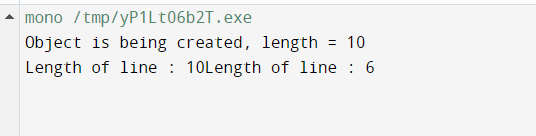 mono /tmp/yP1Lt06b2T.exe
Object is being created, length = 10
Length of line : 10Length of line : 6